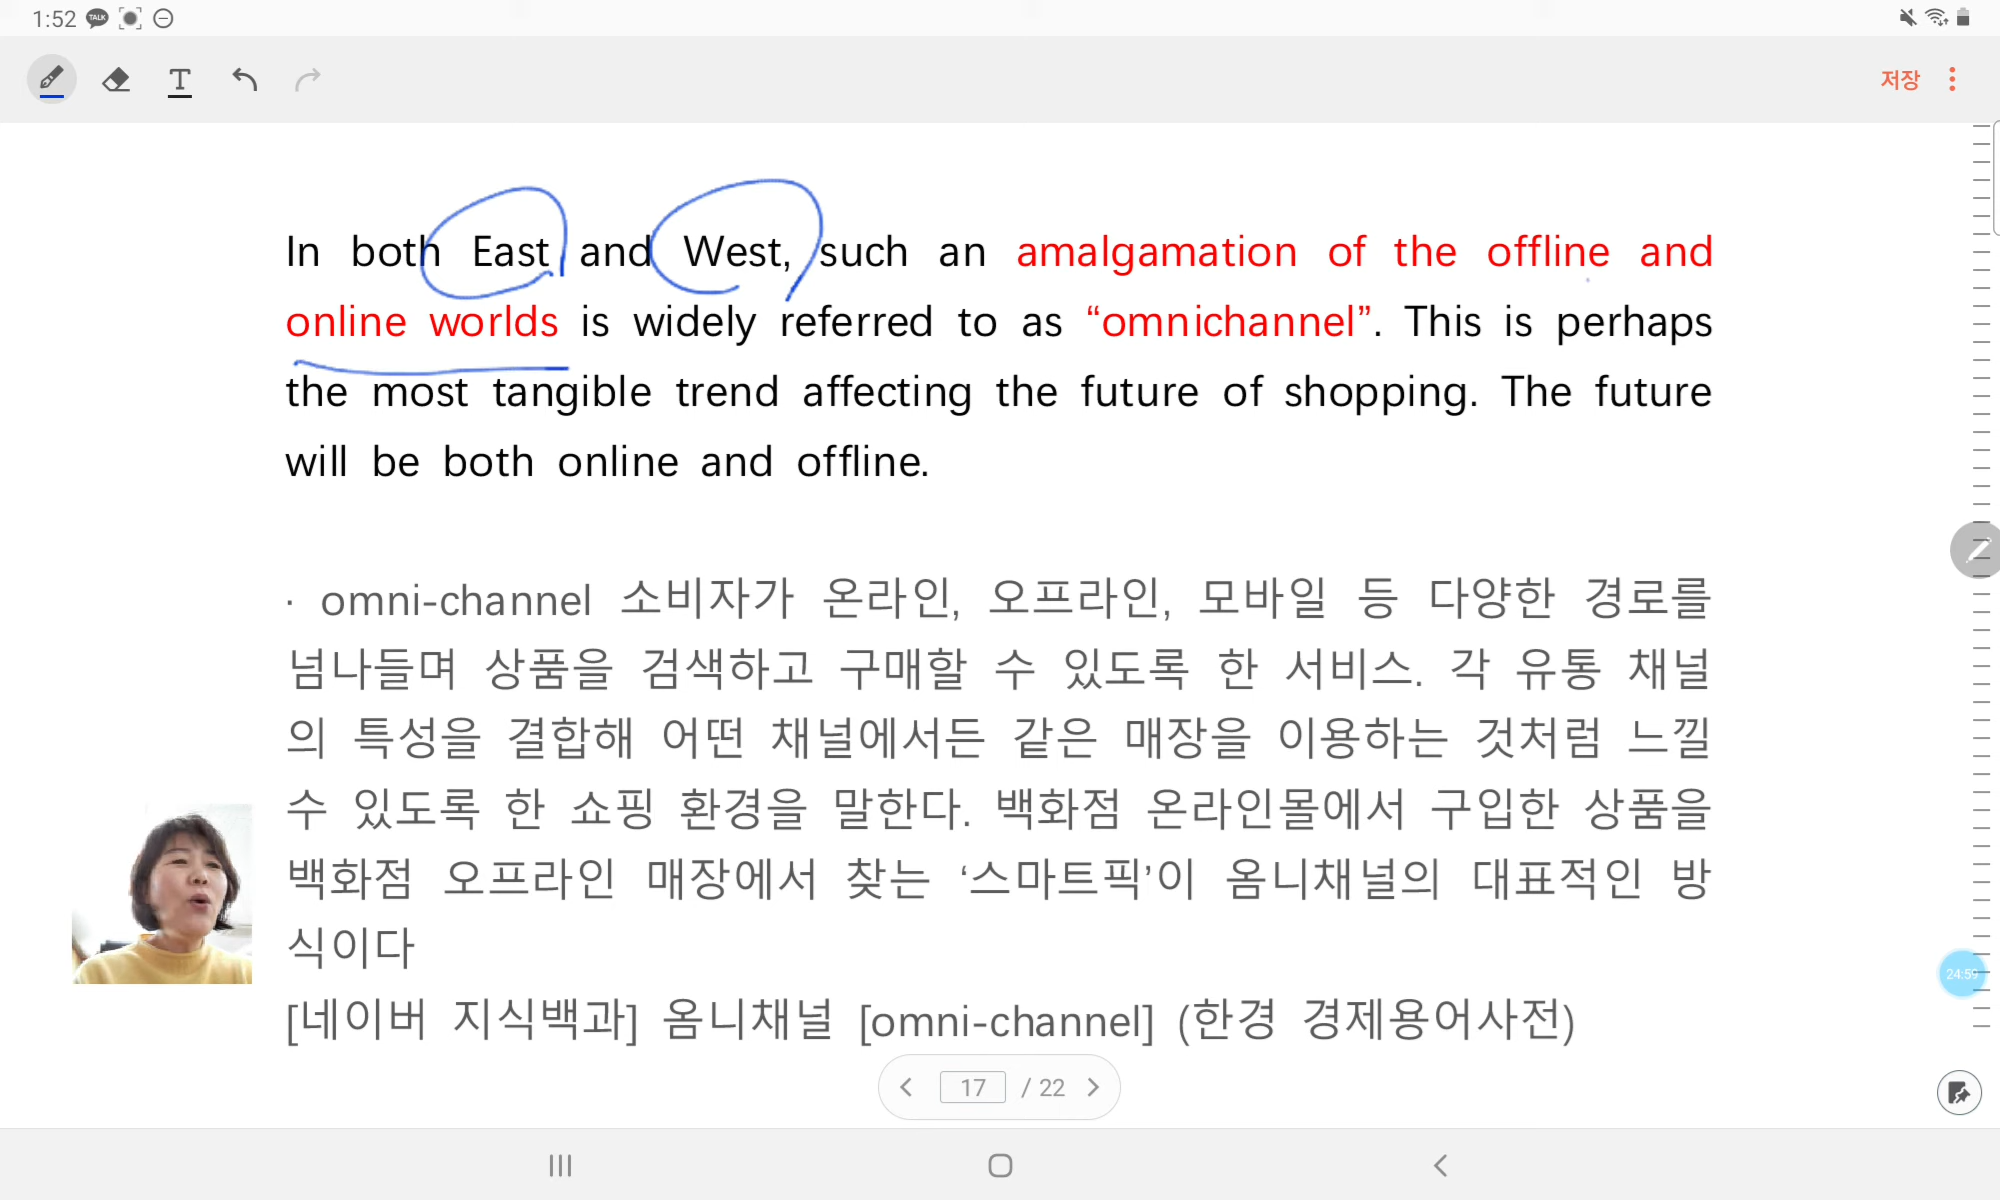 1:52 TALK
저장
In both East and West, such an amalgamation of the offline and
online worlds is widely referred to as “omnichannel”. This is perhaps
the most tangible trend affecting the future of shopping. The future
will be both online and offline.
· omni-channel 소비자가 온라인, 오프라인, 모바일 등 다양한 경로를
넘나들며 상품을 검색하고 구매할 수 있도록 한 서비스. 각 유통 채널
의 특성을 결합해 어떤 채널에서든 같은 매장을 이용하는 것처럼 느낄
수 있도록 한 쇼핑 환경을 말한다. 백화점 온라인몰에서 구입한 상품을
백화점 오프라인 매장에서 찾는 ‘스마트픽’이 옴니채널의 대표적인 방
식이다
24:59
[네이버 지식백과] 옴니채널 [omni-channel] (한경 경제용어사전)
17 / 22